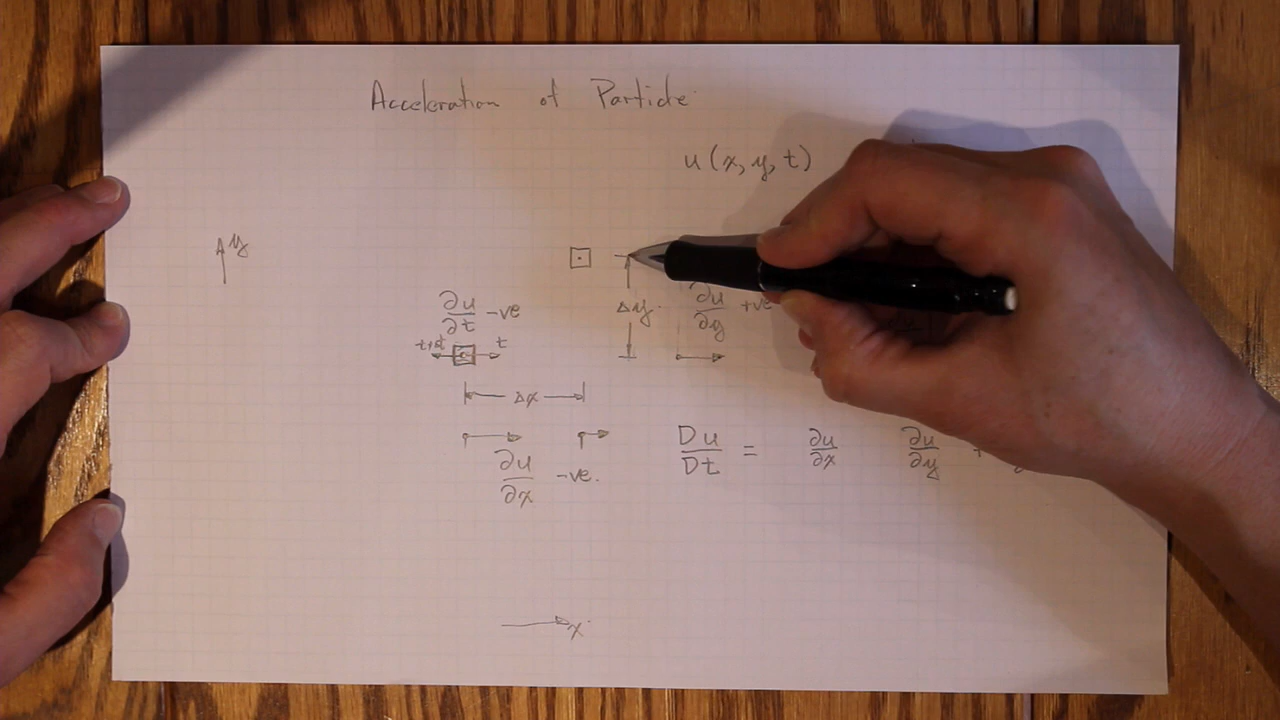 Acceleration of Particle
u(x,y,t)
y
∂u/∂t -ve
Δy
∂u/∂y +ve
t+Δt t
Δx
Du/Dt = ∂u/∂x ∂u/∂y +
∂u/∂x -ve.
x